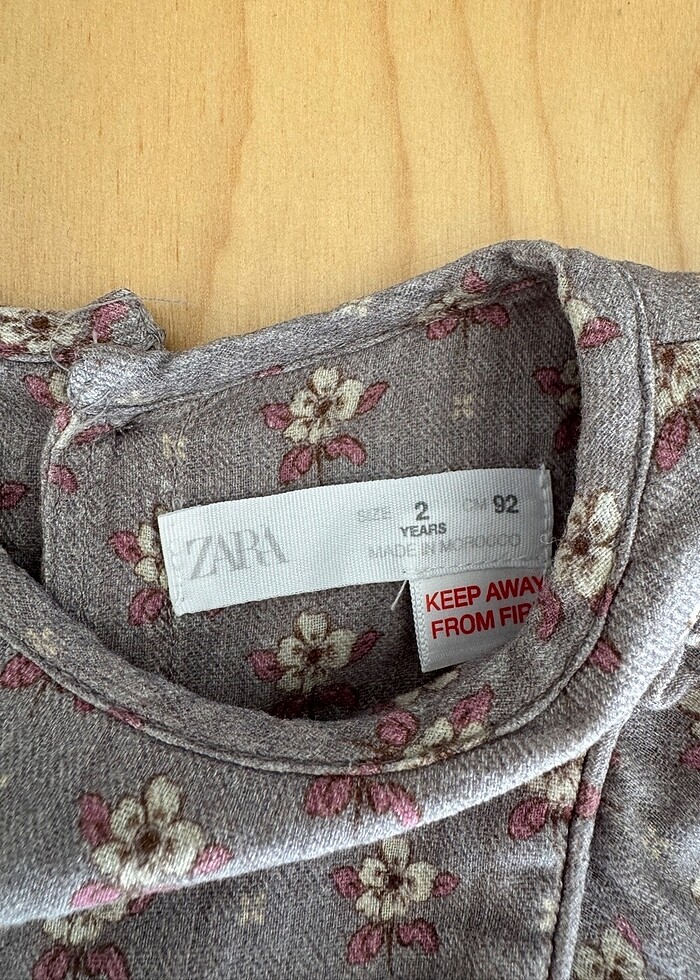 ZARA
SIZE 2 CM 92
YEARS
MADE IN MOROCCO
KEEP AWAY
FROM FIR